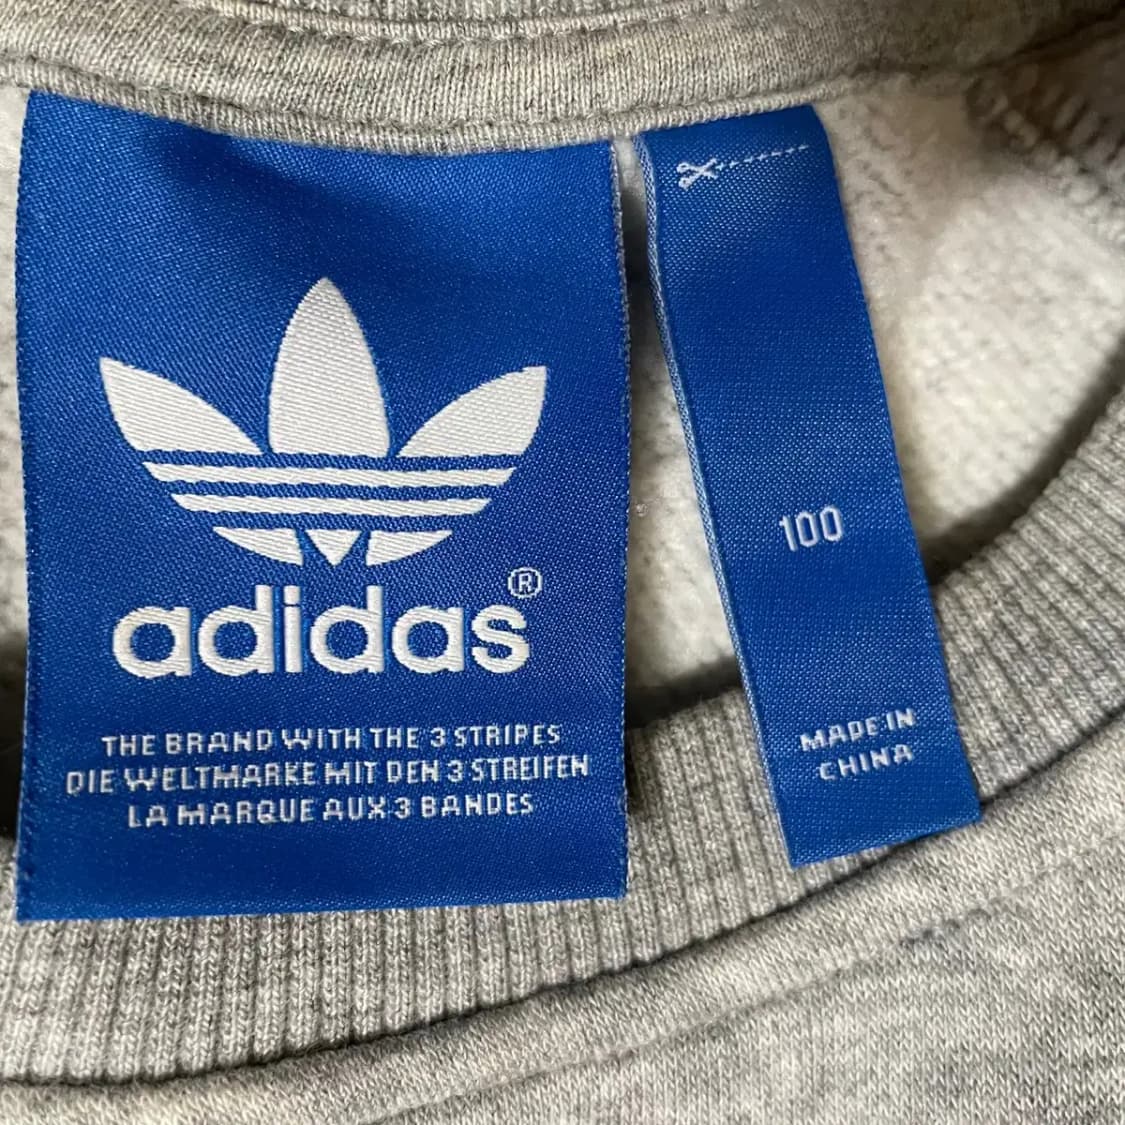 adidas®
THE BRAND WITH THE 3 STRIPES
DIE WELTMARKE MIT DEN 3 STREIFEN
LA MARQUE AUX 3 BANDES
100
MADE IN
CHINA